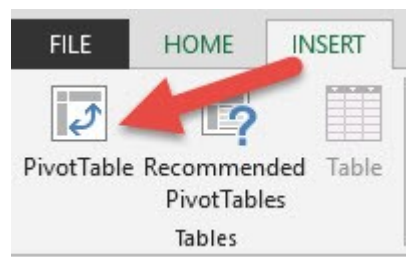 FILE HOME INSERT
PivotTable Recommended Table
PivotTables
Tables